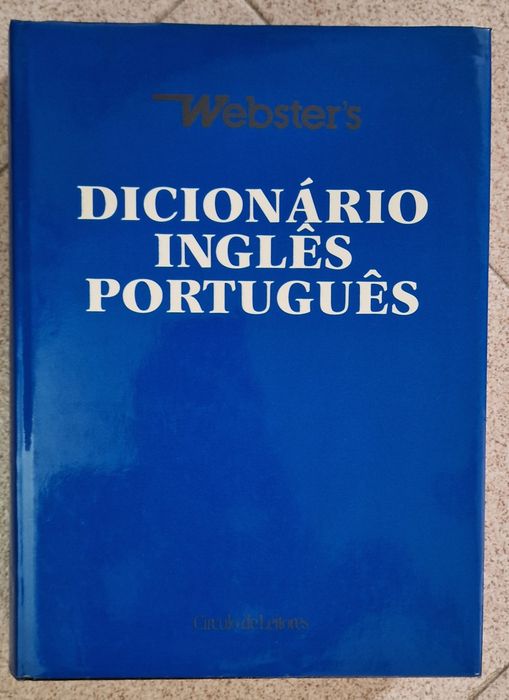 Webster's
DICIONÁRIO
INGLÊS
PORTUGUÊS
Círculo de Leitores